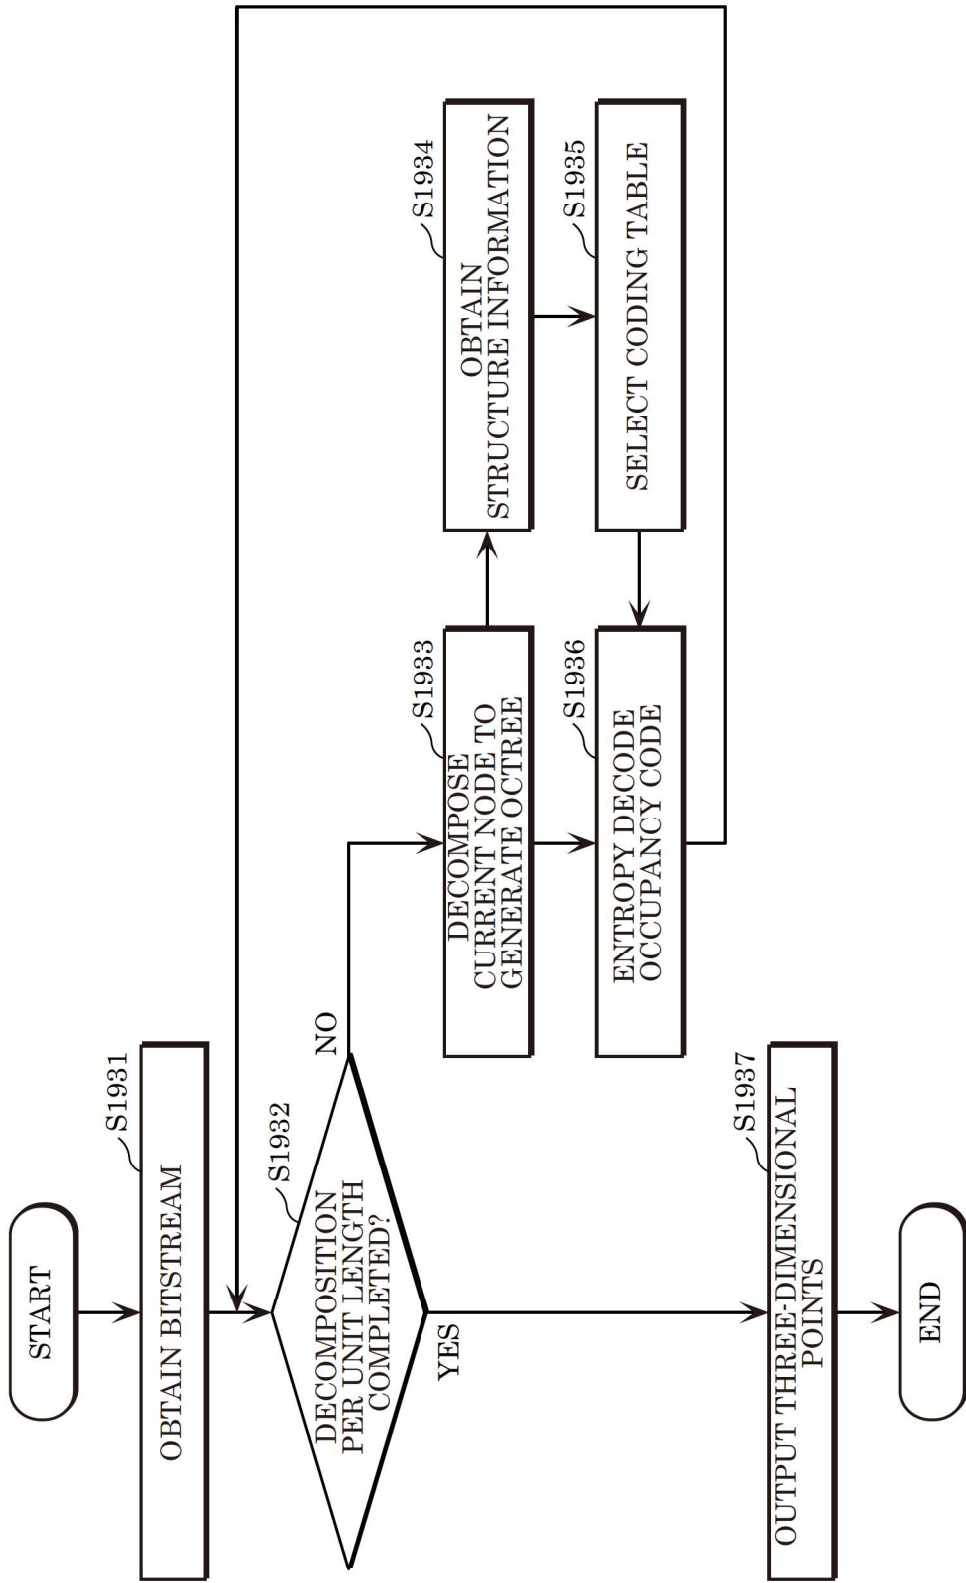 START
S1931
OBTAIN BITSTREAM
S1932
DECOMPOSITION
PER UNIT LENGTH
COMPLETED?
NO
YES
S1933
DECOMPOSE
CURRENT NODE TO
GENERATE OCTREE
S1934
OBTAIN
STRUCTURE INFORMATION
S1935
SELECT CODING TABLE
S1936
ENTROPY DECODE
OCCUPANCY CODE
S1937
OUTPUT THREE-DIMENSIONAL
POINTS
END